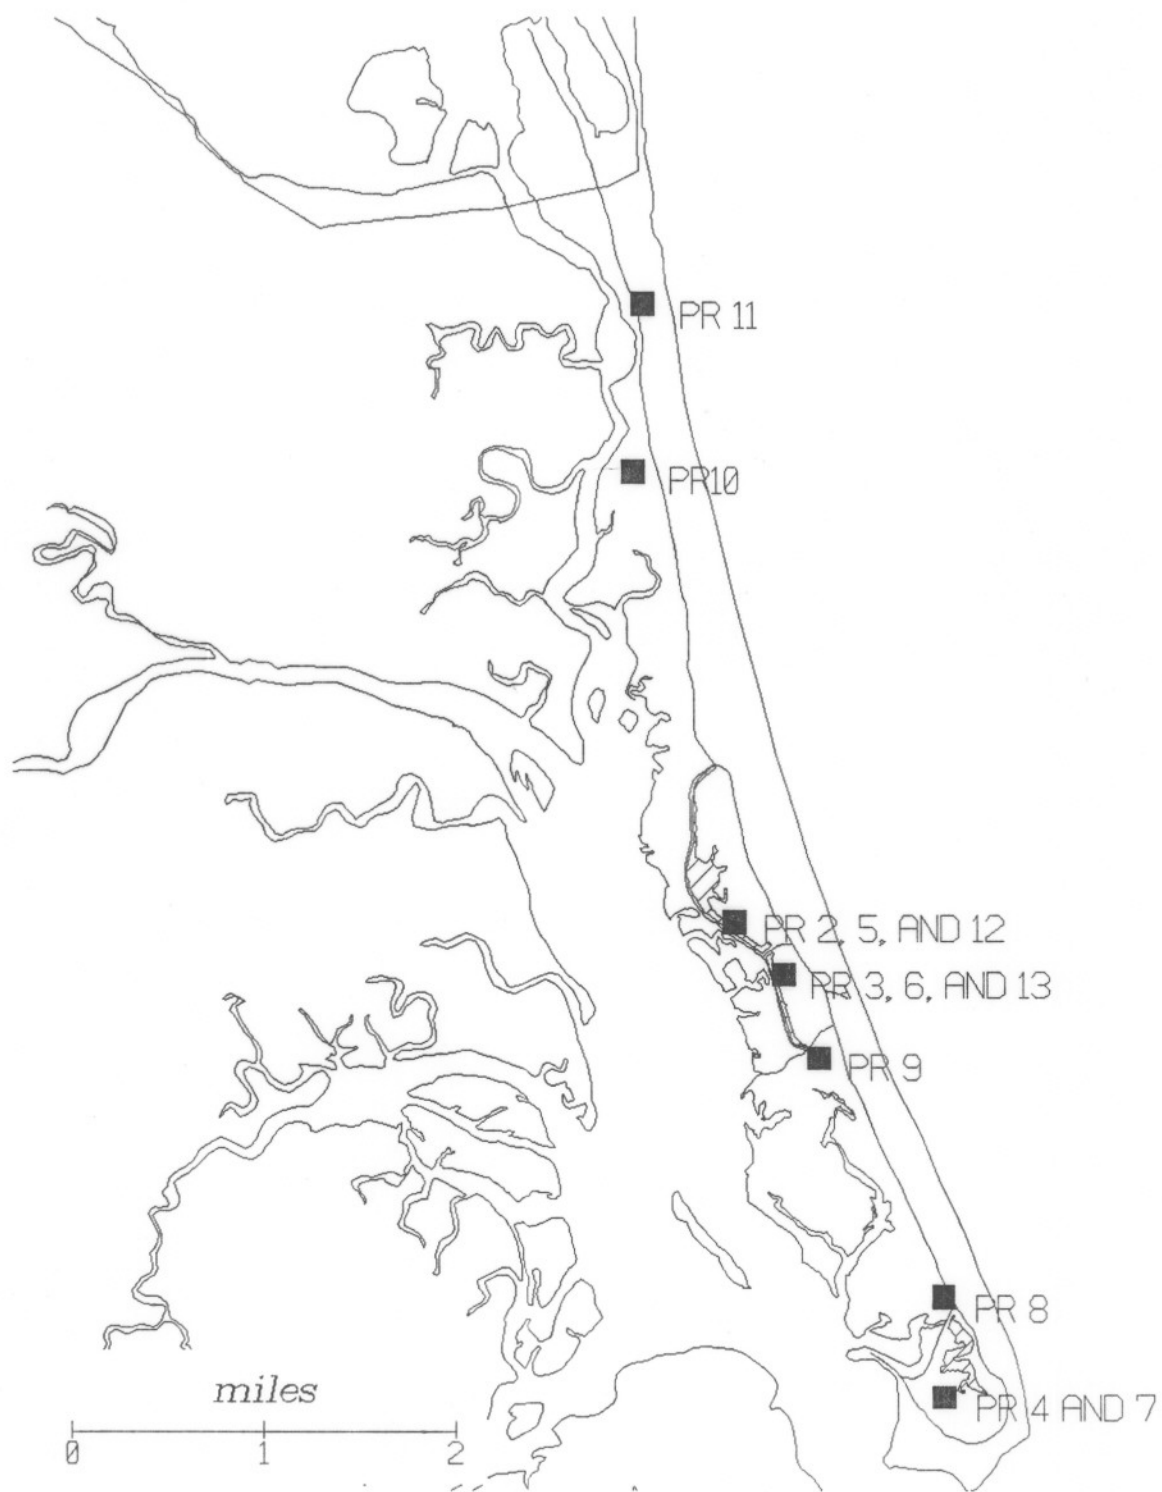 PR 11
PR10
PR 2, 5, AND 12
PR 3, 6, AND 13
PR 9
PR 8
miles
PR 4 AND 7
0 1 2